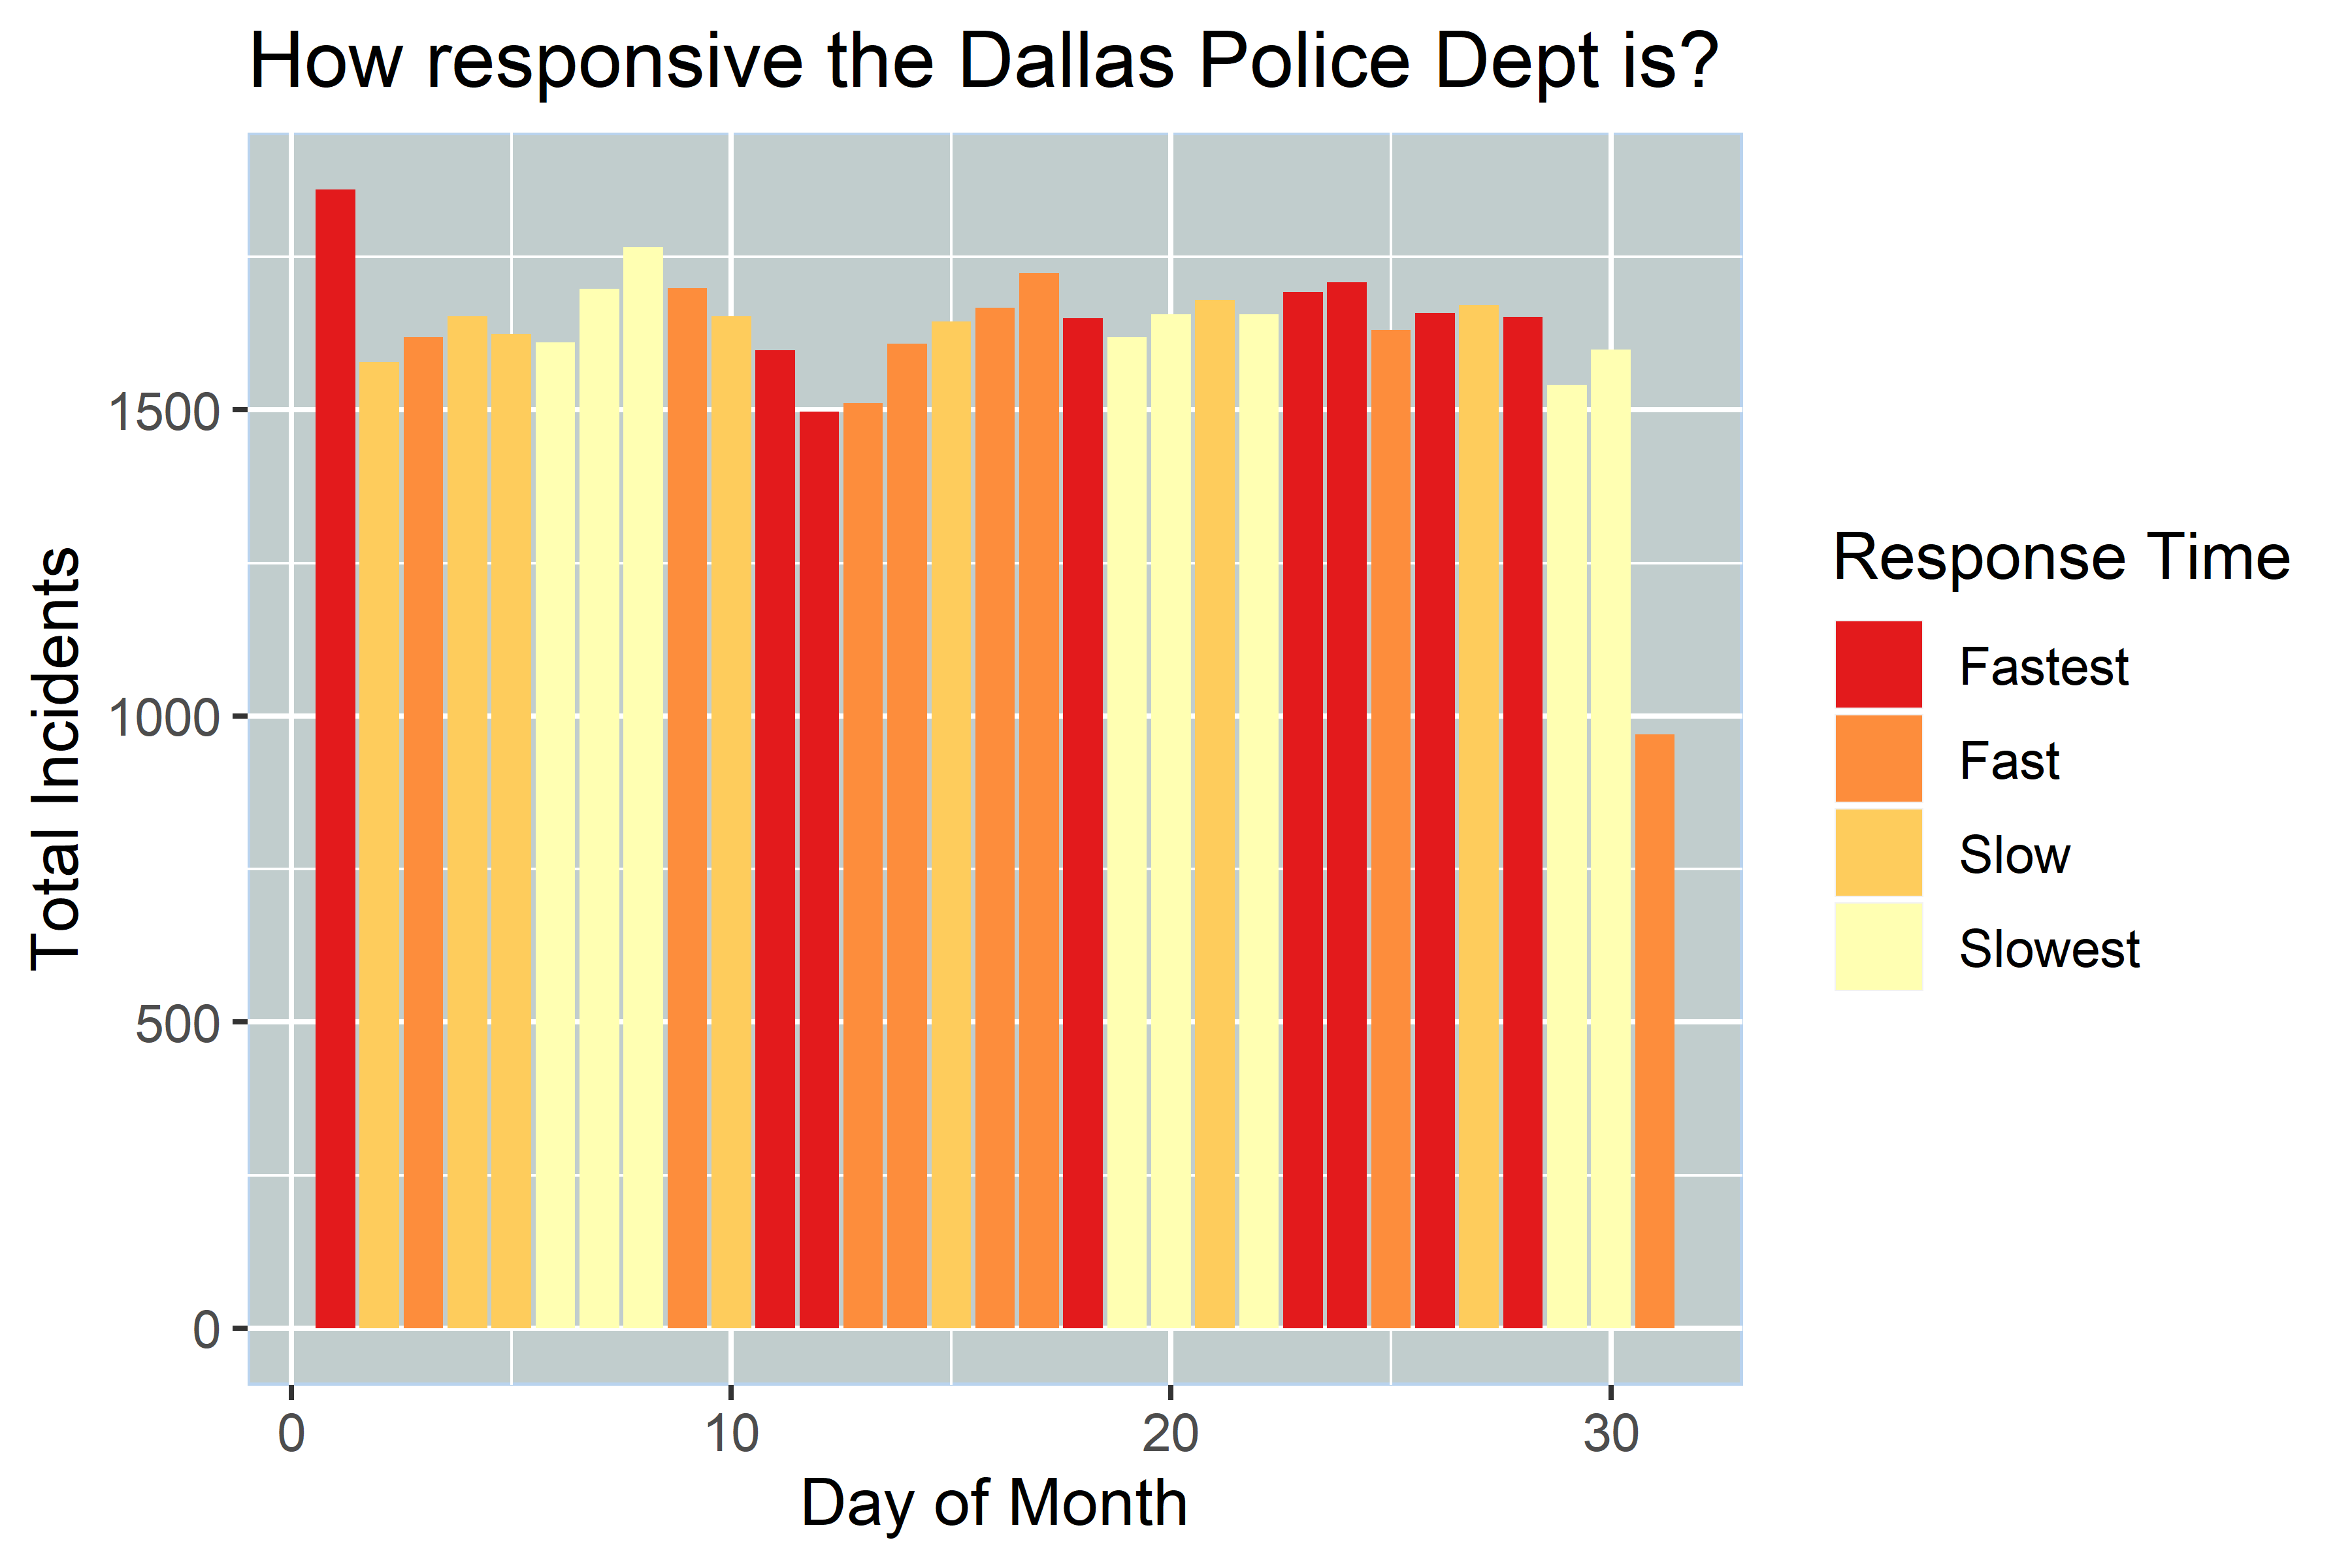 How responsive the Dallas Police Dept is?
Total Incidents
1500
1000
500
0
0 10 20 30
Day of Month
Response Time
Fastest
Fast
Slow
Slowest